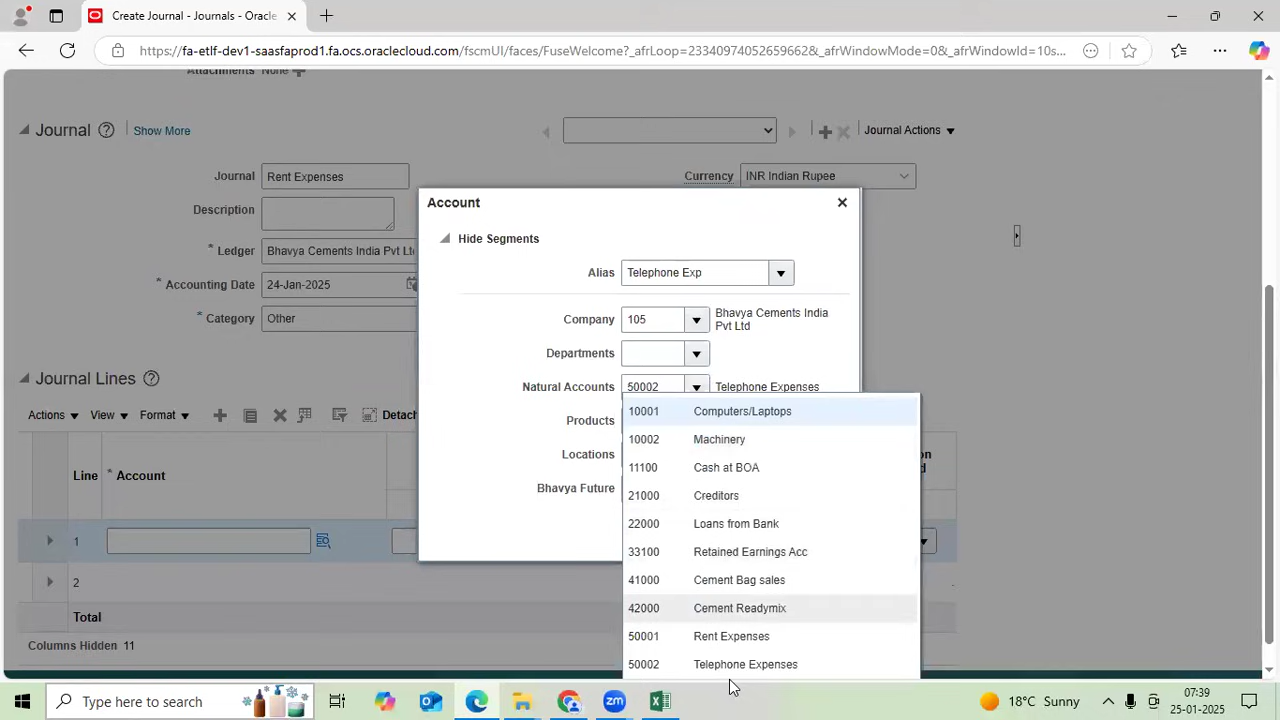 Create Journal - Journals - Oracle
https://fa-etlf-dev1-saasfaprod1.fa.ocs.oraclecloud.com/fscmUI/faces/FuseWelcome?_afrLoop=2334097405265966​2&_afrWindowMode=0&_afrWindowId=10s...
Attachments None
Journal
Show More
Journal Actions
Journal
Rent Expenses
Currency
INR Indian Rupee
Account
Description
Hide Segments
* Ledger
Bhavya Cements India Pvt Lt
* Accounting Date
24-Jan-2025
Alias
Telephone Exp
* Category
Other
Company
105
Bhavya Cements India
Pvt Ltd
Departments
Natural Accounts
50002
Telephone Expenses
Products
Locations
Bhavya Future
10001 Computers/Laptops
10002 Machinery
11100 Cash at BOA
21000 Creditors
22000 Loans from Bank
33100 Retained Earnings Acc
41000 Cement Bag sales
42000 Cement Readymix
50001 Rent Expenses
50002 Telephone Expenses
Journal Lines
Actions
View
Format
Detach
Line
* Account
1
2
Total
Columns Hidden 11
Type here to search
18°C Sunny
07:39
25-01-2025